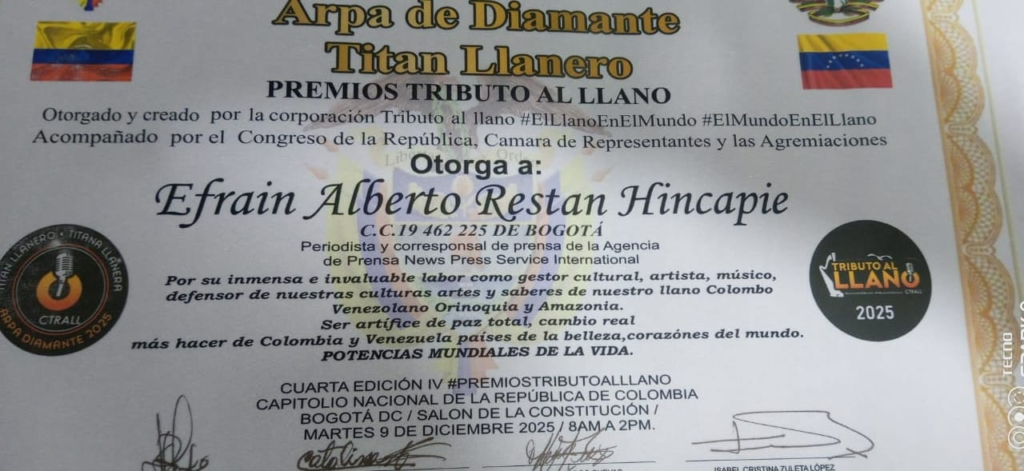 Arpa de Diamante
Titan Llanero
PREMIOS TRIBUTO AL LLANO
Otorgado y creado por la corporación Tributo al llano #ElLlanoEnElMundo #ElMundoEnElLlano
Acompañado por el Congreso de la República, Camara de Representantes y las Agremiaciones
Otorga a:
Efrain Alberto Restan Hincapie
C.C.19 462 225 DE BOGOTÁ
Periodista y corresponsal de prensa de la Agencia
de Prensa News Press Service International
Por su inmensa e invaluable labor como gestor cultural, artista, músico,
defensor de nuestras culturas artes y saberes de nuestro llano Colombo
Venezolano Orinoquia y Amazonia.
Ser artífice de paz total, cambio real
más hacer de Colombia y Venezuela países de la belleza,corazónes del mundo.
POTENCIAS MUNDIALES DE LA VIDA.
TITAN LLANERO • TITANA LLANERA
CTRALL
ARPA DIAMANTE 2025
TRIBUTO AL
LLANO
CTRALL
2025
CUARTA EDICIÓN IV #PREMIOSTRIBUTOALLLANO
CAPITOLIO NACIONAL DE LA REPÚBLICA DE COLOMBIA
BOGOTÁ DC / SALON DE LA CONSTITUCIÓN /
MARTES 9 DE DICIEMBRE 2025 / 8AM A 2PM.
ISABEL CRISTINA ZULETA LÓPEZ
TECNO